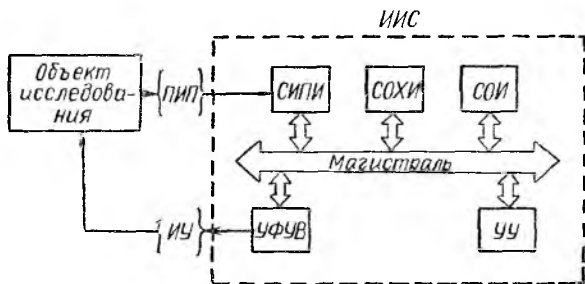 ИИС
Объект
исследова-
ния
{ПИП}
СИПИ
СОХИ
СОИ
Магистраль
{ИУ}
УФУВ
УУ